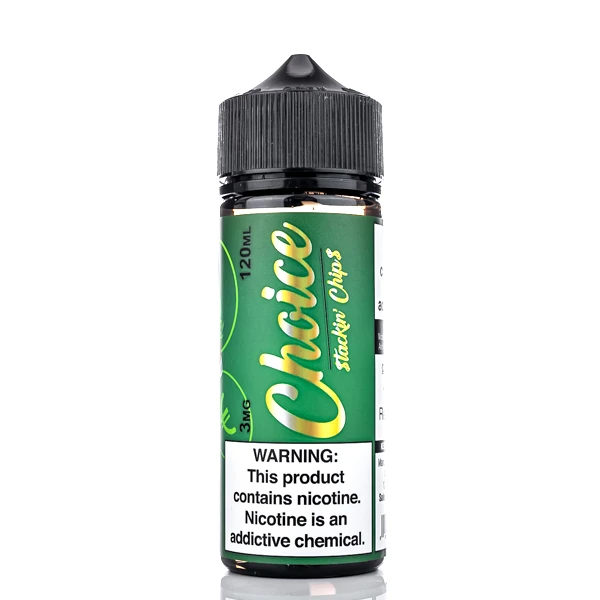 120ML
3MG
Choice
Stackin' Chips
WARNING:
This product
contains nicotine.
Nicotine is an
addictive chemical.